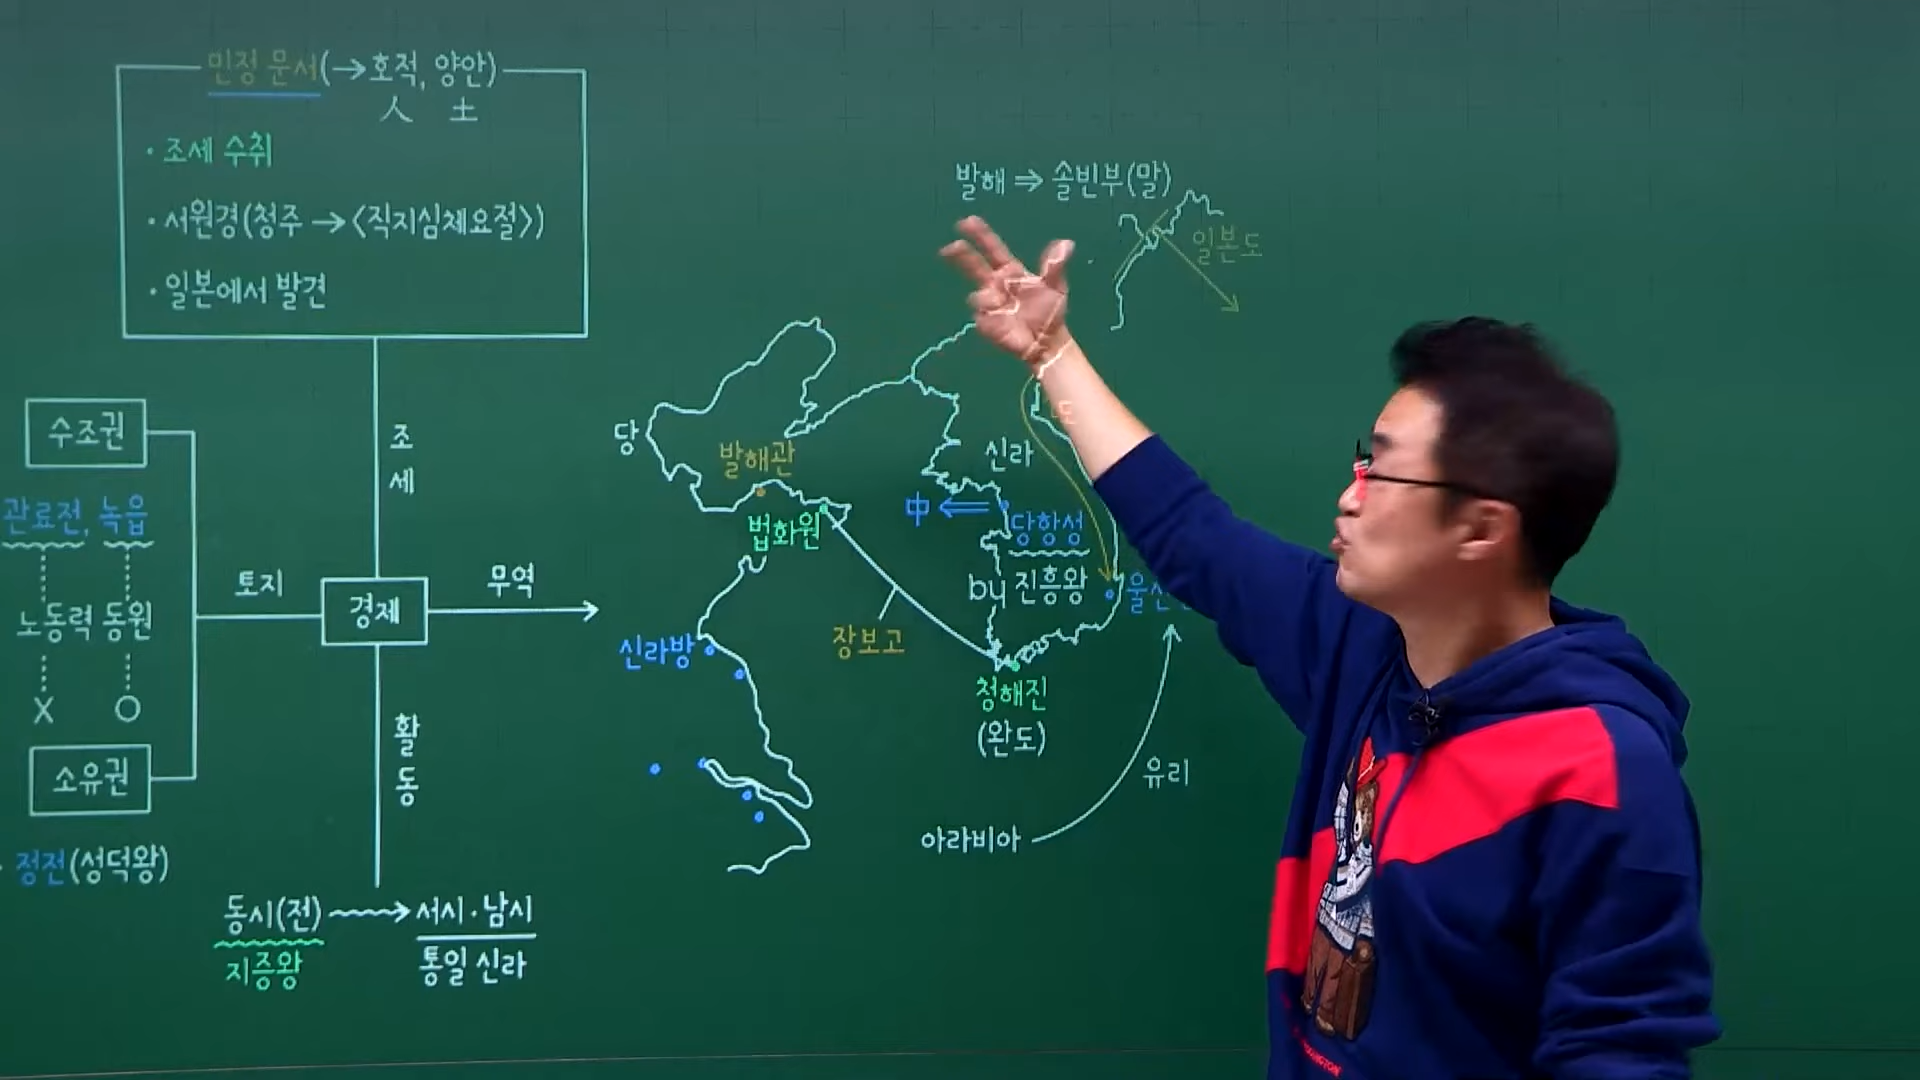 민정 문서(→호적, 양안)
人 土
· 조세 수취
· 서원경(청주 →<직지심체요절>)
· 일본에서 발견
수조권
관료전, 녹읍
노동력 동원
X O
소유권
정전(성덕왕)
토지
조세
경제
무역
활동
동시(전) → 서시·남시
지증왕
통일 신라
발해 ⇒ 솔빈부(말)
일본도
당
발해관
신라
中 ⇐
당항성
법화원
by 진흥왕
장보고
신라방
청해진
(완도)
유리
아라비아